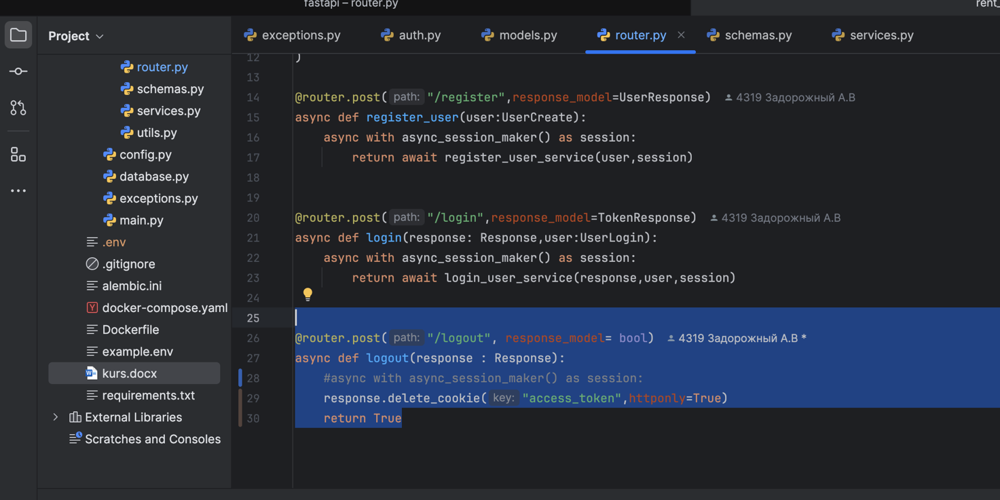 fastapi – router.py
rent_
Project
exceptions.py
auth.py
models.py
router.py
schemas.py
services.py
router.py
schemas.py
services.py
utils.py
config.py
database.py
exceptions.py
main.py
.env
.gitignore
alembic.ini
docker-compose.yaml
Dockerfile
example.env
kurs.docx
requirements.txt
External Libraries
Scratches and Consoles
12 )
13
14 @router.post( path: "/register",response_model=UserResponse) 4319 Задорожный А.В
15 async def register_user(user:UserCreate):
16 async with async_session_maker() as session:
17 return await register_user_service(user,session)
18
19
20 @router.post( path: "/login",response_model=TokenResponse) 4319 Задорожный А.В
21 async def login(response: Response,user:UserLogin):
22 async with async_session_maker() as session:
23 return await login_user_service(response,user,session)
24
25
26 @router.post( path: "/logout", response_model= bool) 4319 Задорожный А.В *
27 async def logout(response : Response):
28 #async with async_session_maker() as session:
29 response.delete_cookie( key: "access_token",httponly=True)
30 return True